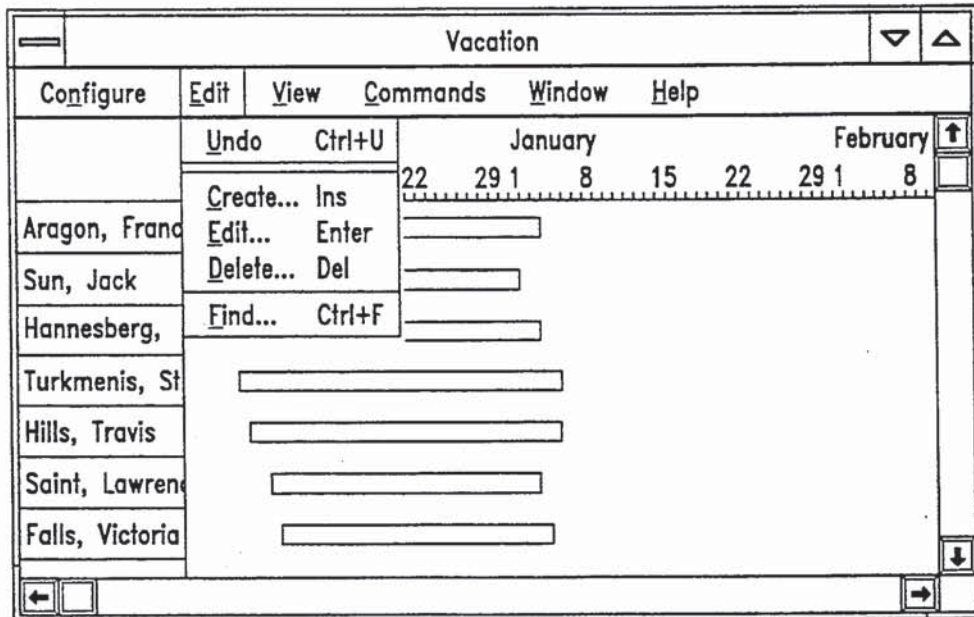 Vacation
Configure Edit View Commands Window Help
Undo Ctrl+U
January February
22 29 1 8 15 22 29 1 8
Create... Ins
Edit... Enter
Delete... Del
Find... Ctrl+F
Aragon, Franc
Sun, Jack
Hannesberg,
Turkmenis, St
Hills, Travis
Saint, Lawrenc
Falls, Victoria